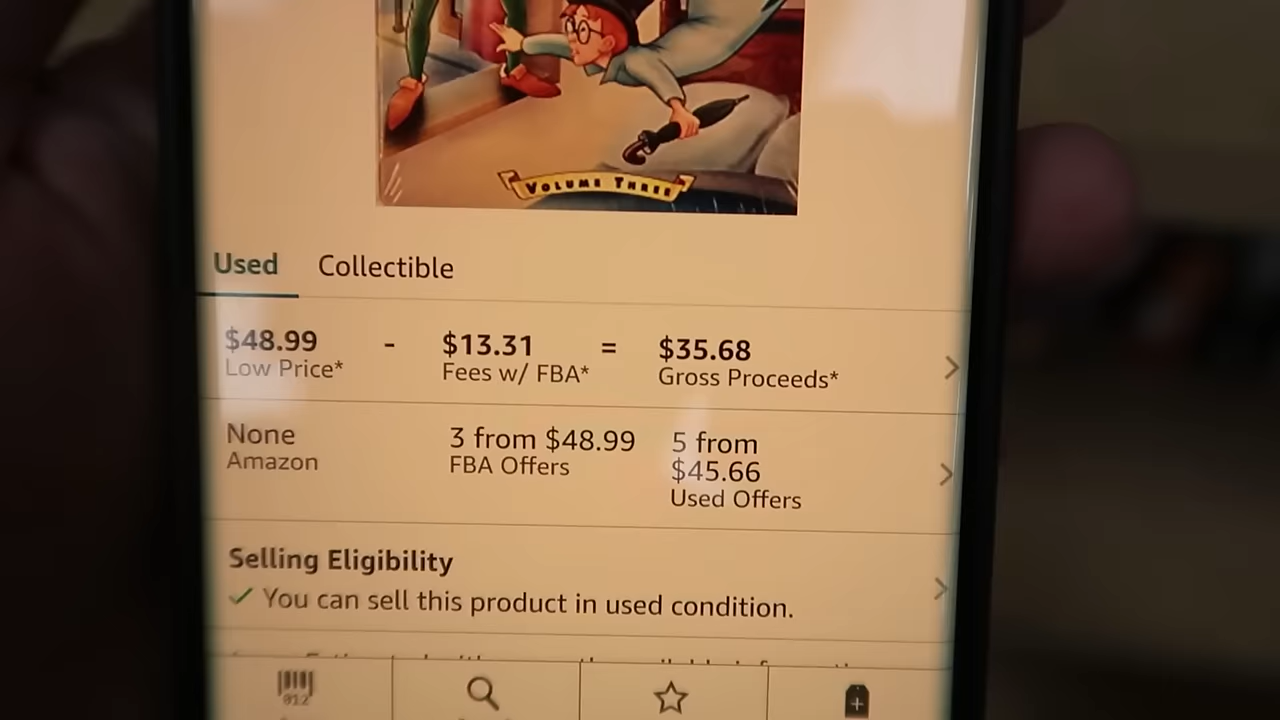 VOLUME THREE
Used Collectible
$48.99 - $13.31 = $35.68
Low Price* Fees w/ FBA* Gross Proceeds*
None 3 from $48.99 5 from
Amazon FBA Offers $45.66
Used Offers
Selling Eligibility
✓ You can sell this product in used condition.
012